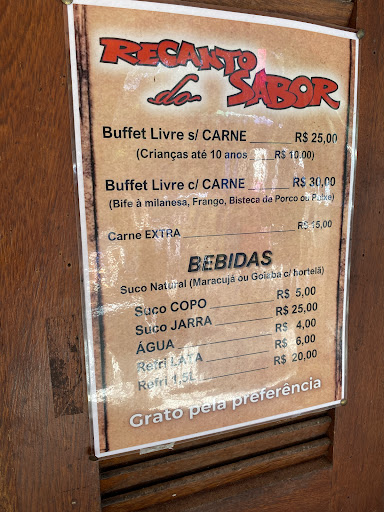 RECANTO
do SABOR
Buffet Livre s/ CARNE R$ 25,00
(Crianças até 10 anos R$ 10,00)
Buffet Livre c/ CARNE R$ 30,00
(Bife à milanesa, Frango, Bisteca de Porco ou Peixe)
Carne EXTRA R$ 15,00
BEBIDAS
Suco Natural (Maracujá ou Goiaba c/ hortelã)
Suco COPO R$ 5,00
Suco JARRA R$ 25,00
ÁGUA R$ 4,00
Refri LATA R$ 6,00
Refri 1,5L R$ 20,00
Grato pela preferência